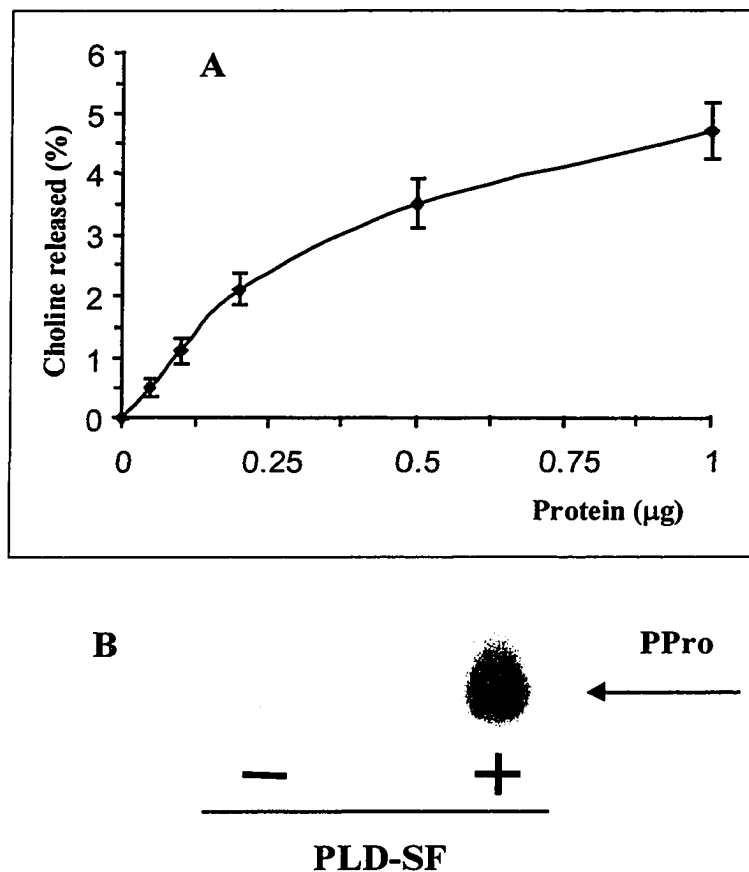 A
Choline released (%)
6
5
4
3
2
1
0
0 0.25 0.5 0.75 1
Protein (μg)
B
PPro
− +
PLD-SF